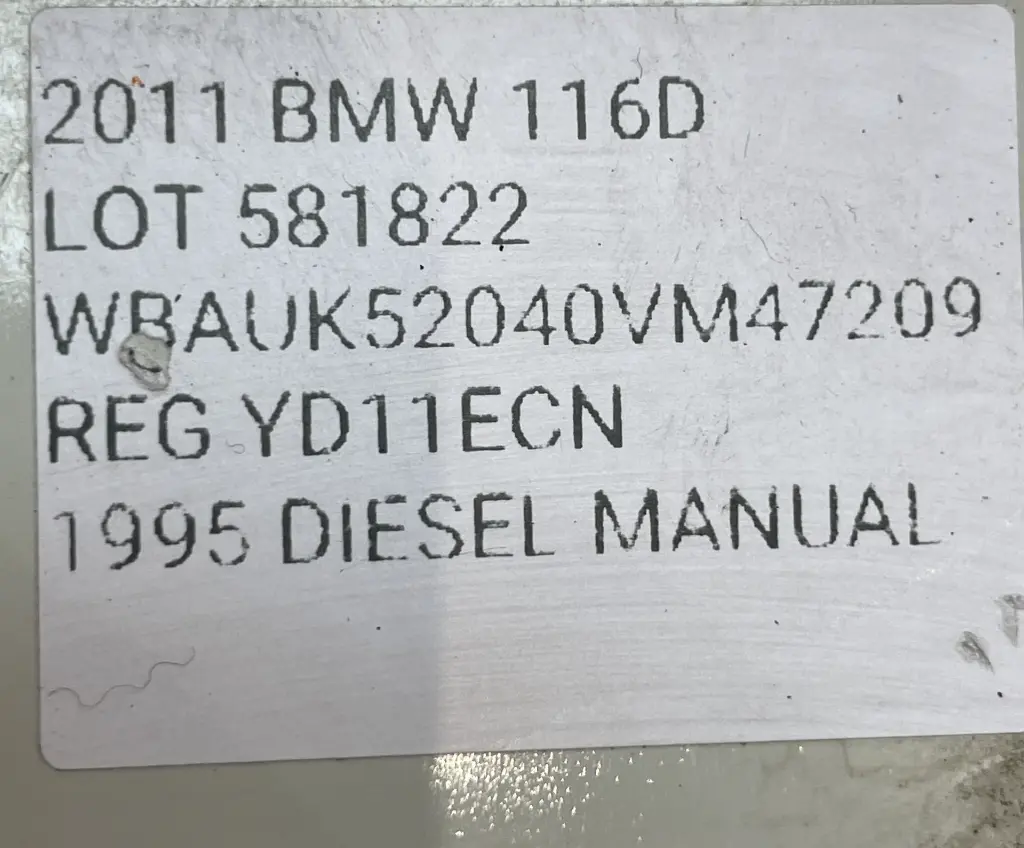 2011 BMW 116D
LOT 581822
WBAUK52040VM47209
REG YD11ECN
1995 DIESEL MANUAL